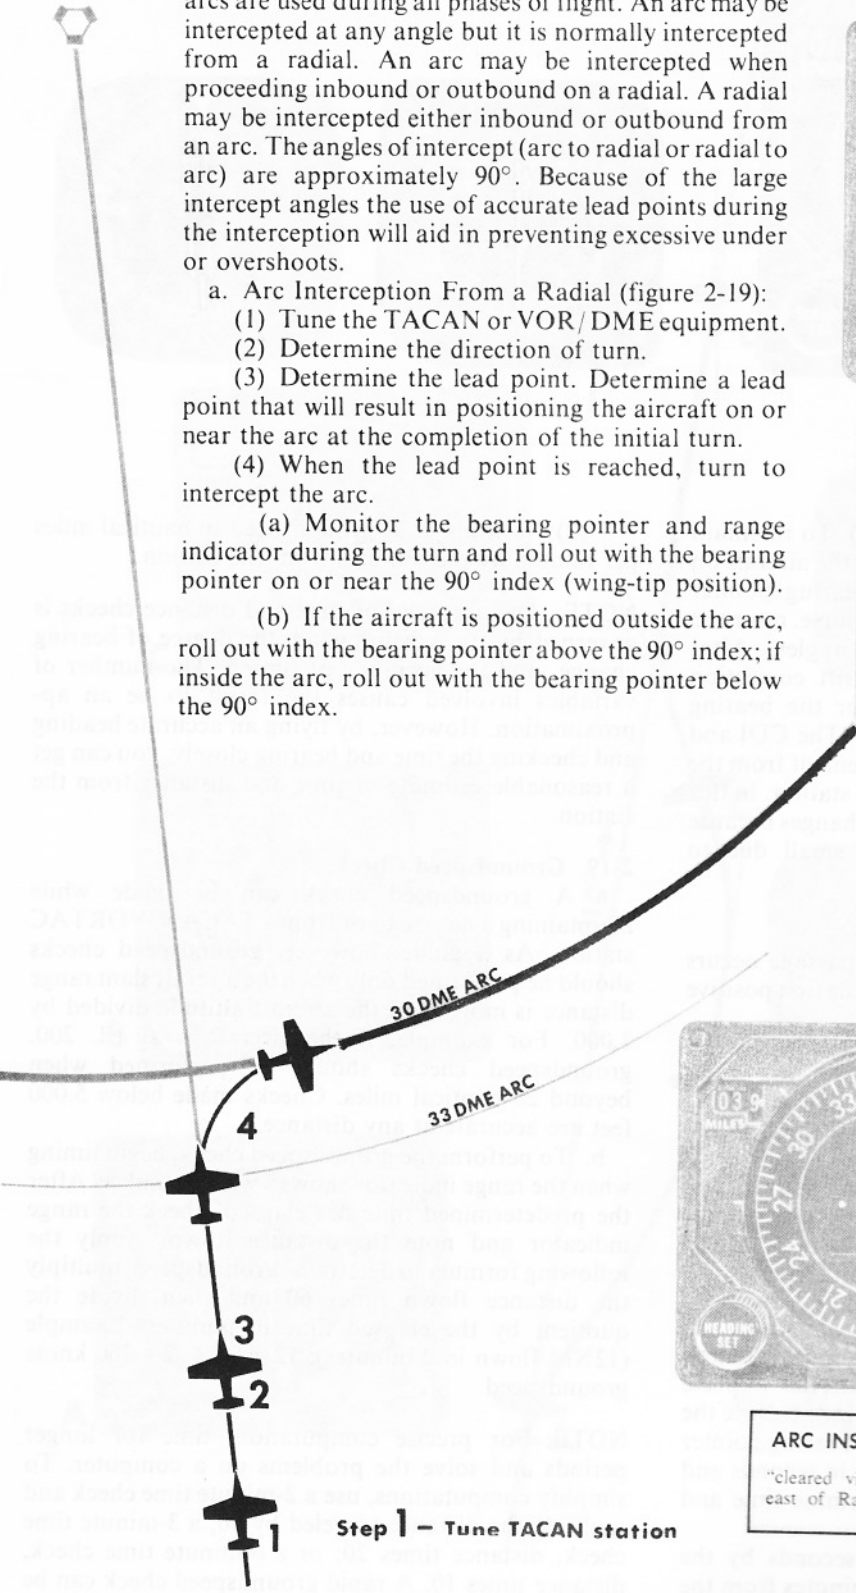 arcs are used during all phases of flight. An arc may be
intercepted at any angle but it is normally intercepted
from a radial. An arc may be intercepted when
proceeding inbound or outbound on a radial. A radial
may be intercepted either inbound or outbound from
an arc. The angles of intercept (arc to radial or radial to
arc) are approximately 90°. Because of the large
intercept angles the use of accurate lead points during
the interception will aid in preventing excessive under
or overshoots.
a. Arc Interception From a Radial (figure 2-19):
(1) Tune the TACAN or VOR/DME equipment.
(2) Determine the direction of turn.
(3) Determine the lead point. Determine a lead
point that will result in positioning the aircraft on or
near the arc at the completion of the initial turn.
(4) When the lead point is reached, turn to
intercept the arc.
(a) Monitor the bearing pointer and range
indicator during the turn and roll out with the bearing
pointer on or near the 90° index (wing-tip position).
(b) If the aircraft is positioned outside the arc,
roll out with the bearing pointer above the 90° index; if
inside the arc, roll out with the bearing pointer below
the 90° index.
30 DME ARC
33 DME ARC
4
3
2
1
Step 1 – Tune TACAN station
MILES
33
30
27
24
21
HEADING
SET
ARC INS
"cleared v
east of Ra